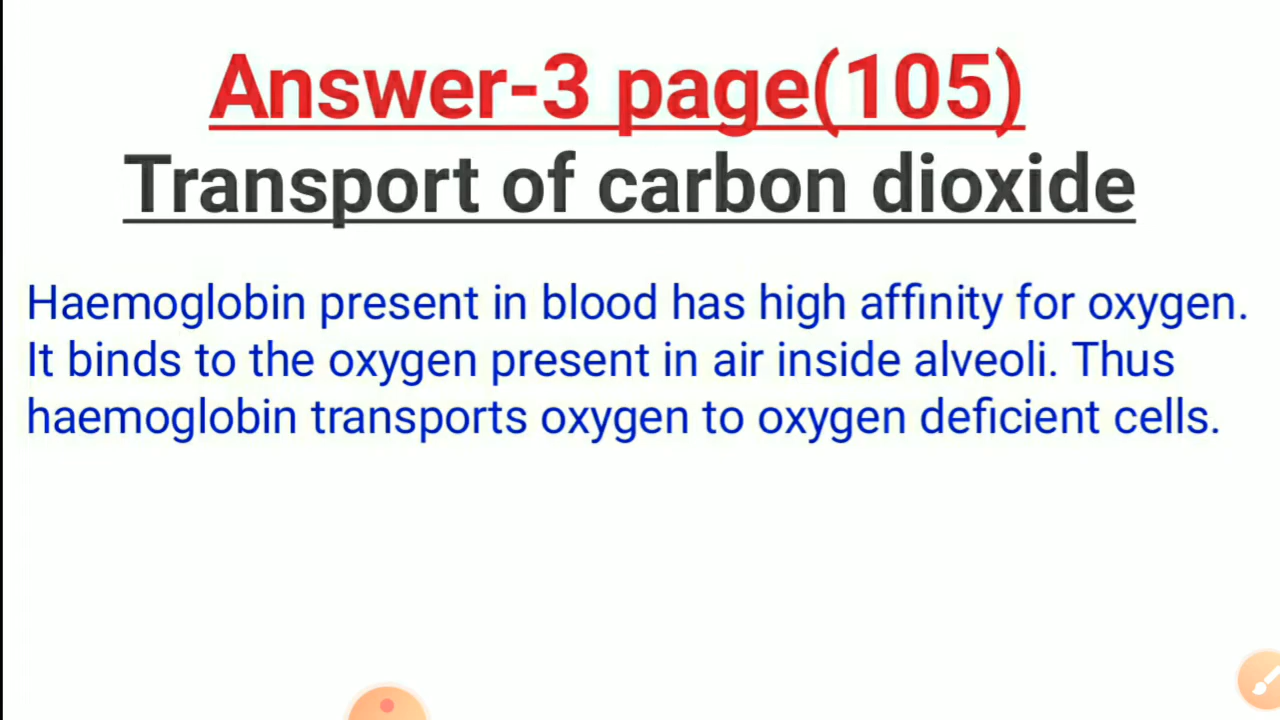 Answer-3 page(105)
Transport of carbon dioxide
Haemoglobin present in blood has high affinity for oxygen.
It binds to the oxygen present in air inside alveoli. Thus
haemoglobin transports oxygen to oxygen deficient cells.